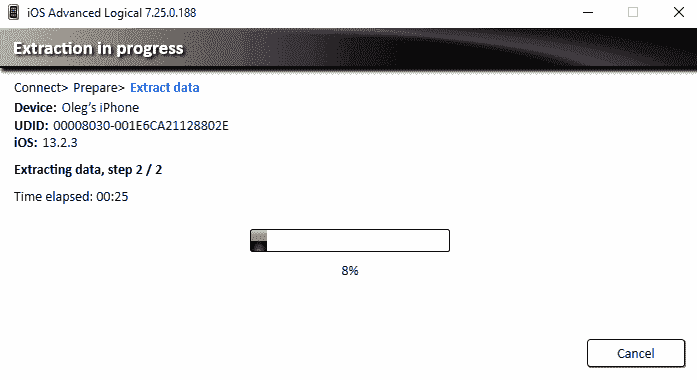 iOS Advanced Logical 7.25.0.188
Extraction in progress
Connect> Prepare> Extract data
Device: Oleg's iPhone
UDID: 00008030-001E6CA21128802E
iOS: 13.2.3
Extracting data, step 2 / 2
Time elapsed: 00:25
8%
Cancel